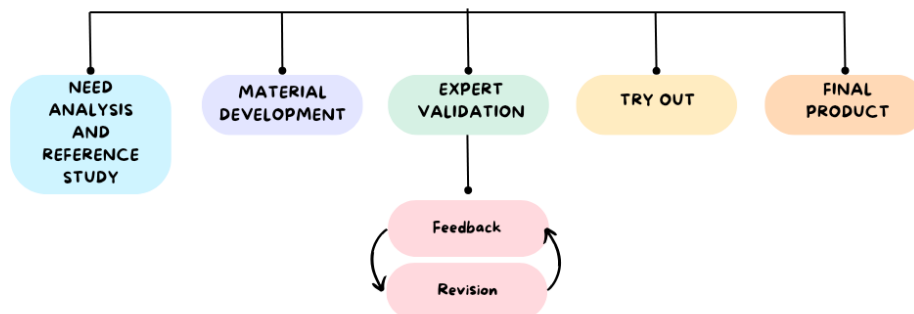 NEED
ANALYSIS
AND
REFERENCE
STUDY
MATERIAL
DEVELOPMENT
EXPERT
VALIDATION
TRY OUT
FINAL
PRODUCT
Feedback
Revision